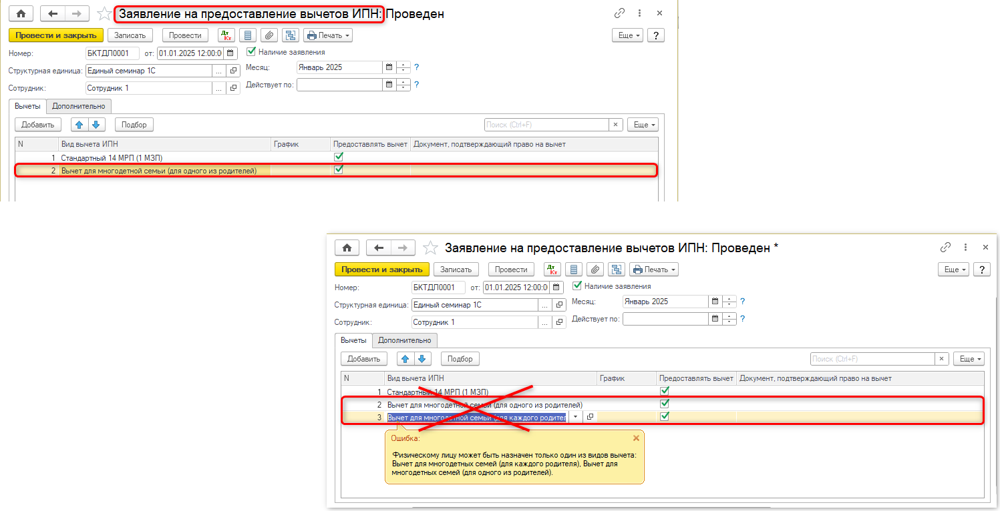 Заявление на предоставление вычетов ИПН: Проведен
Провести и закрыть Записать Провести Дт Кт Печать Еще ?
Номер: БКТДЛ0001 от: 01.01.2025 12:00:0 Наличие заявления
Структурная единица: Единый семинар 1С ... Месяц: Январь 2025 ?
Сотрудник: Сотрудник 1 ... Действует по: ?
Вычеты Дополнительно
Добавить Подбор Поиск (Ctrl+F) × Еще
N Вид вычета ИПН График Предоставлять вычет Документ, подтверждающий право на вычет
1 Стандартный 14 МРП (1 МЗП)
2 Вычет для многодетной семьи (для одного из родителей)
Заявление на предоставление вычетов ИПН: Проведен *
Провести и закрыть Записать Провести Дт Кт Печать Еще ?
Номер: БКТДЛ0001 от: 01.01.2025 12:00:0 Наличие заявления
Структурная единица: Единый семинар 1С ... Месяц: Январь 2025 ?
Сотрудник: Сотрудник 1 ... Действует по: ?
Вычеты Дополнительно
Добавить Подбор Поиск (Ctrl+F) × Еще
N Вид вычета ИПН График Предоставлять вычет Документ, подтверждающий право на вычет
1 Стандартный 14 МРП (1 МЗП)
2 Вычет для многодетной семьи (для одного из родителей)
3 Вычет для многодетной семьи (для каждого родител
Ошибка:
Физическому лицу может быть назначен только один из видов вычета:
Вычет для многодетных семей (для каждого родителя), Вычет для
многодетных семей (для одного из родителей).